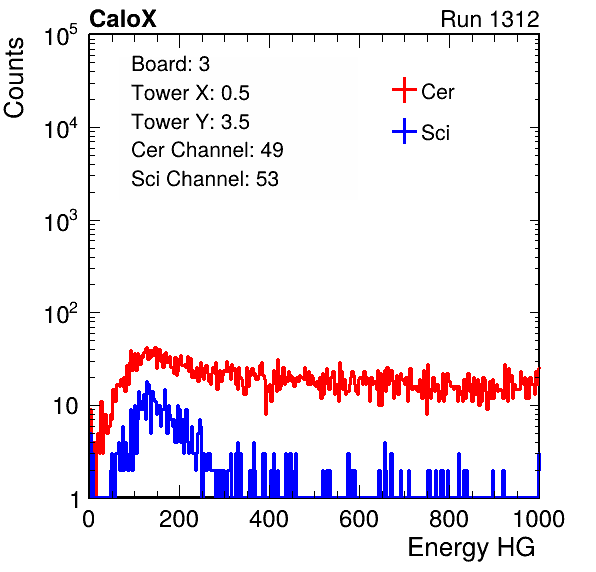 CaloX Run 1312
Counts
10^5
10^4
10^3
10^2
10
1
Board: 3
Tower X: 0.5
Tower Y: 3.5
Cer Channel: 49
Sci Channel: 53
Cer
Sci
0 200 400 600 800 1000
Energy HG